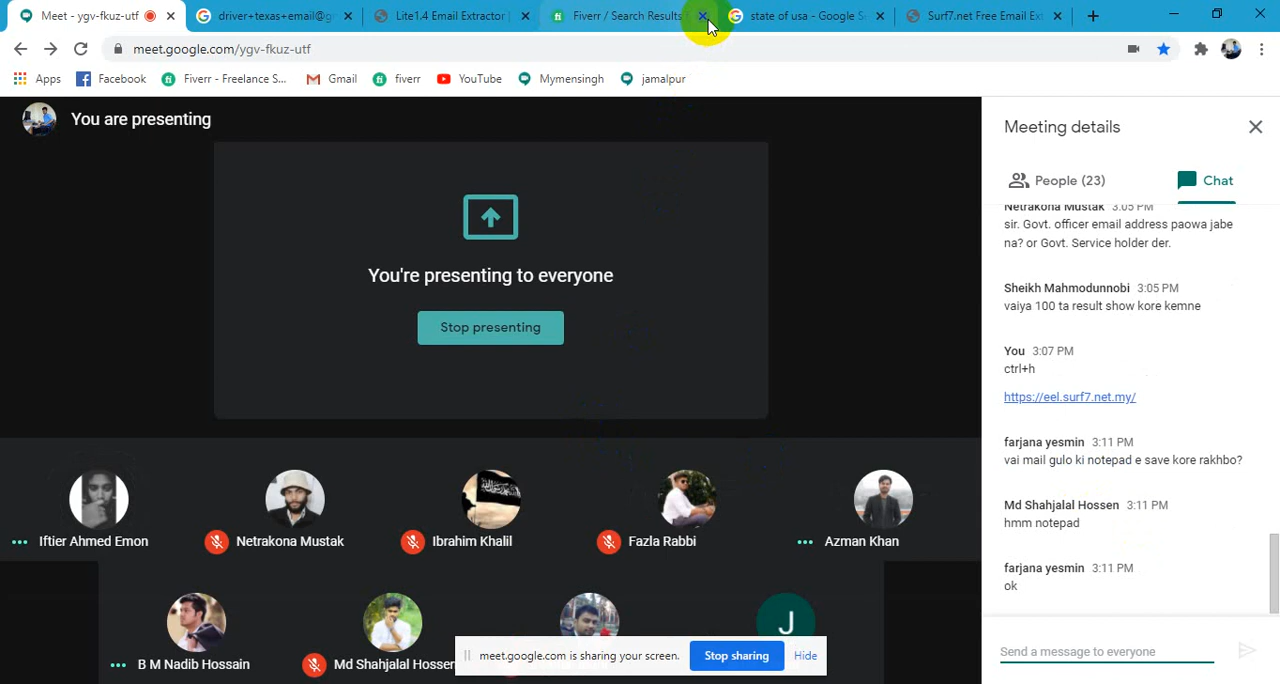 Meet - ygv-fkuz-utf
driver+texas+email@g
Lite1.4 Email Extractor
Fiverr / Search Results
state of usa - Google S
Surf7.net Free Email Ex
meet.google.com/ygv-fkuz-utf
Apps
Facebook
Fiverr - Freelance S...
Gmail
fiverr
YouTube
Mymensingh
jamalpur
You are presenting
You're presenting to everyone
Stop presenting
Iftier Ahmed Emon
Netrakona Mustak
Ibrahim Khalil
Fazla Rabbi
Azman Khan
B M Nadib Hossain
Md Shahjalal Hossen
J
meet.google.com is sharing your screen.
Stop sharing
Hide
Meeting details
People (23)
Chat
Netrakona Mustak 3:05 PM
sir. Govt. officer email address paowa jabe
na? or Govt. Service holder der.
Sheikh Mahmodunnobi 3:05 PM
vaiya 100 ta result show kore kemne
You 3:07 PM
ctrl+h
https://eel.surf7.net.my/
farjana yesmin 3:11 PM
vai mail gulo ki notepad e save kore rakhbo?
Md Shahjalal Hossen 3:11 PM
hmm notepad
farjana yesmin 3:11 PM
ok
Send a message to everyone